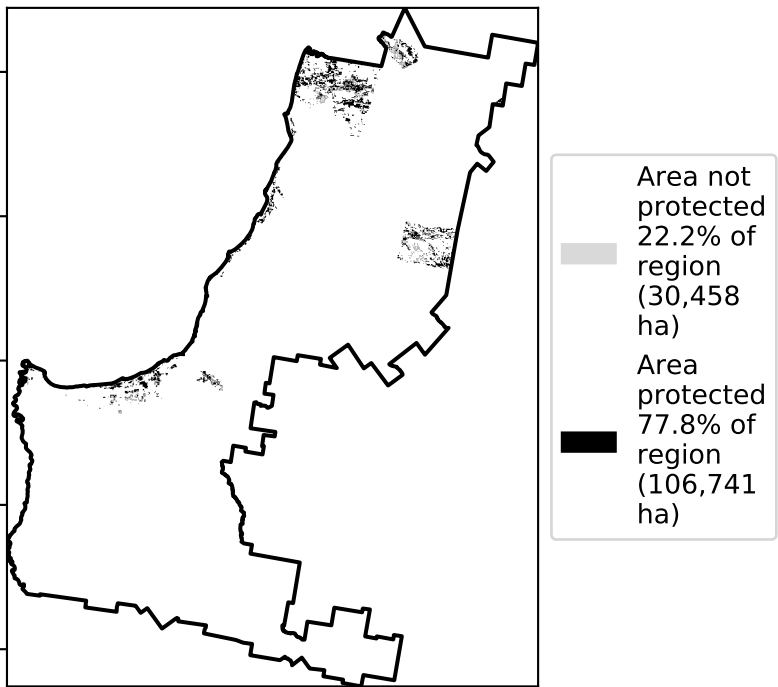 Area not
protected
22.2% of
region
(30,458
ha)
Area
protected
77.8% of
region
(106,741
ha)